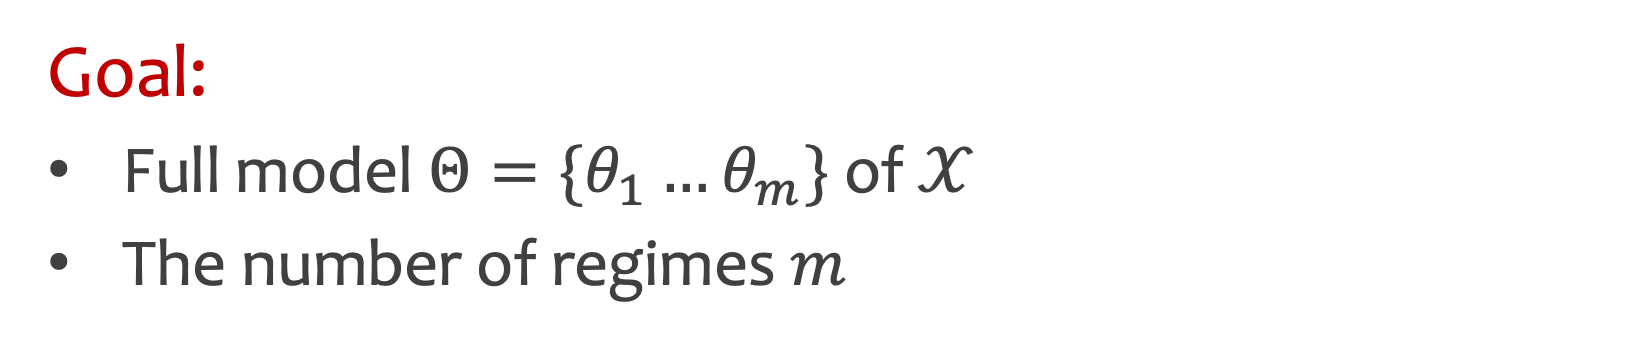 Goal:
• Full model Θ = {θ₁ ... θₘ} of 𝒳
• The number of regimes 𝑚